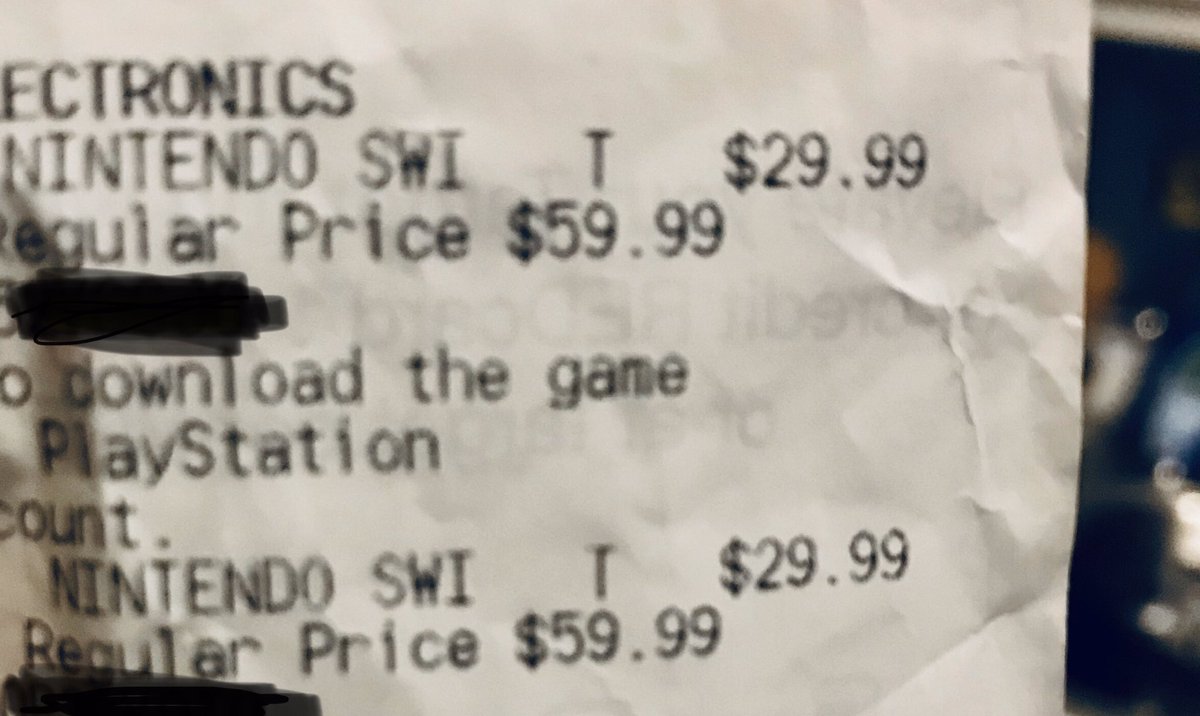 ECTRONICS
NINTENDO SWI T $29.99
Regular Price $59.99
o download the game
PlayStation
count.
NINTENDO SWI T $29.99
Regular Price $59.99